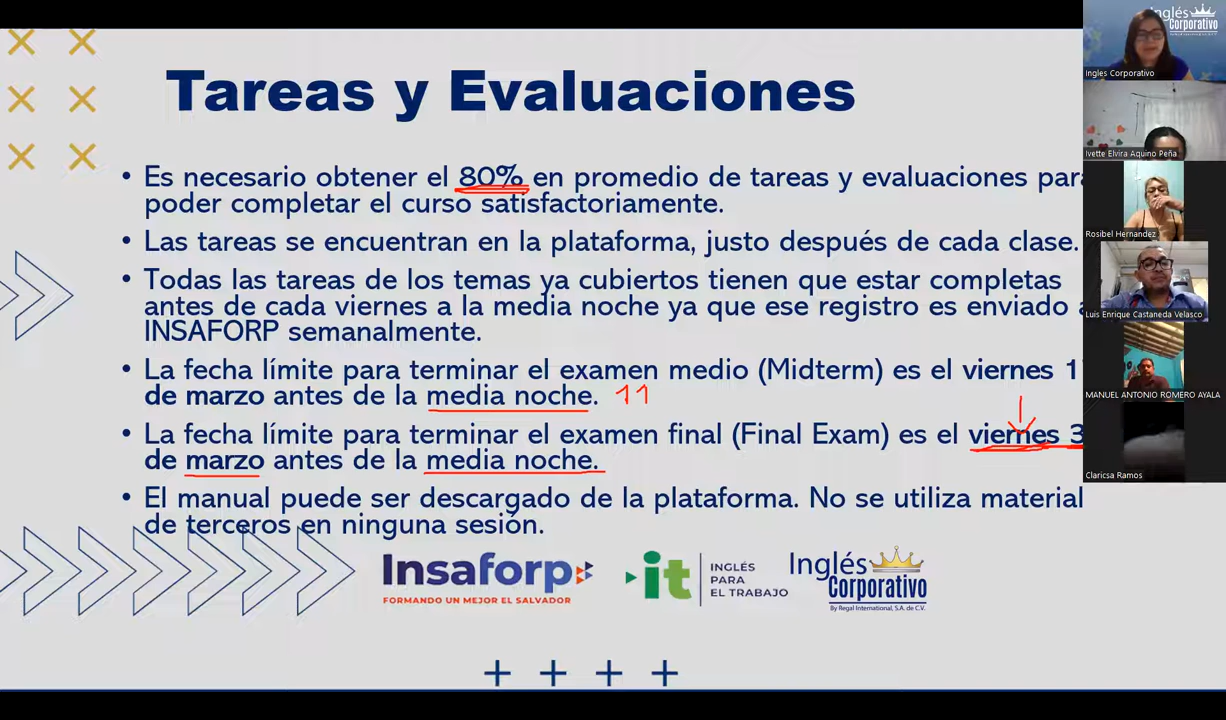 Tareas y Evaluaciones
• Es necesario obtener el 80% en promedio de tareas y evaluaciones para
poder completar el curso satisfactoriamente.
• Las tareas se encuentran en la plataforma, justo después de cada clase.
• Todas las tareas de los temas ya cubiertos tienen que estar completas
antes de cada viernes a la media noche ya que ese registro es enviado a
INSAFORP semanalmente.
• La fecha límite para terminar el examen medio (Midterm) es el viernes 1
de marzo antes de la media noche. 11
• La fecha límite para terminar el examen final (Final Exam) es el viernes 3
de marzo antes de la media noche.
• El manual puede ser descargado de la plataforma. No se utiliza material
de terceros en ninguna sesión.
Insaforp
FORMANDO UN MEJOR EL SALVADOR
it
INGLÉS
PARA
EL TRABAJO
Inglés
Corporativo
By Regal International, S.A. de C.V.
Inglés
Corporativo
Ingles Corporativo
Ivette Elvira Aquino Peña
Rosibel Hernandez
Luis Enrique Castaneda Velasco
MANUEL ANTONIO ROMERO AYALA
Claricsa Ramos